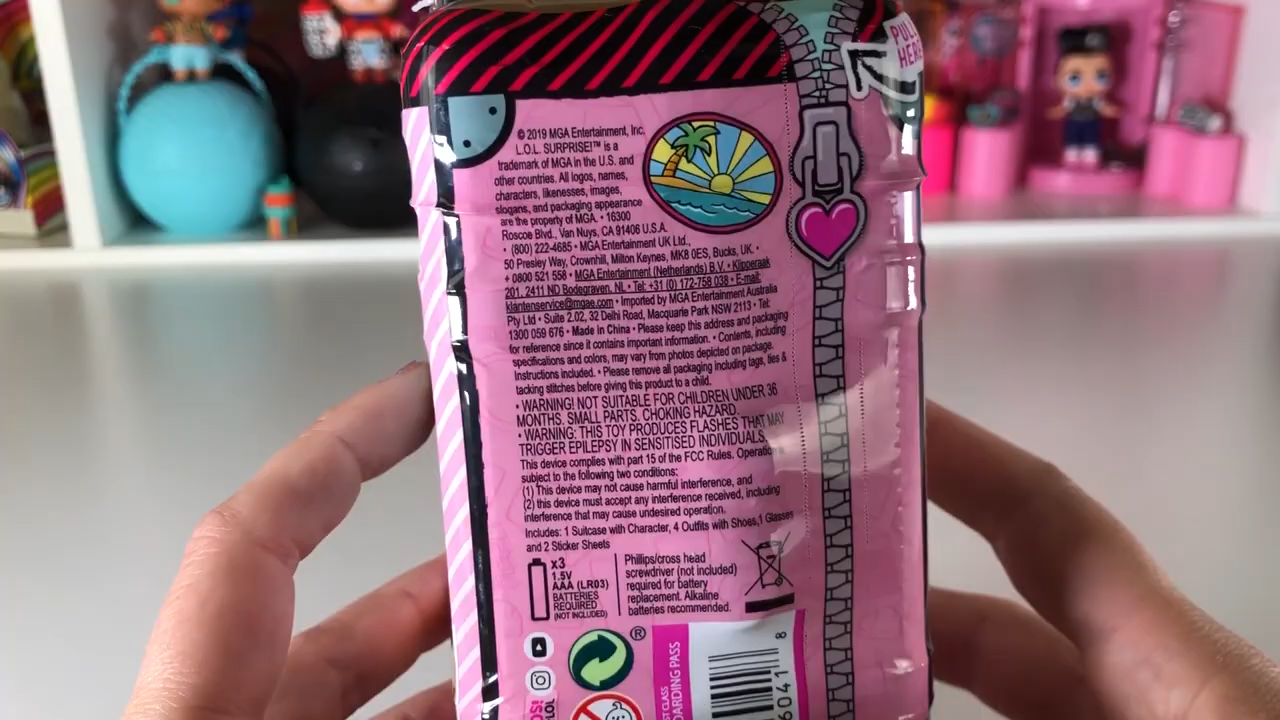 PULL
HERE
© 2019 MGA Entertainment, Inc.
L.O.L. SURPRISE!™ is a
trademark of MGA in the U.S. and
other countries. All logos, names,
characters, likenesses, images,
slogans, and packaging appearance
are the property of MGA. • 16300
Roscoe Blvd., Van Nuys, CA 91406 U.S.A.
• (800) 222-4685 • MGA Entertainment UK Ltd.,
50 Presley Way, Crownhill, Milton Keynes, MK8 0ES, Bucks, UK. •
+ 0800 521 558 • MGA Entertainment (Netherlands) B.V. • Klipperaak
201, 2411 ND Bodegraven, NL • Tel: +31 (0) 172-758 038 • E-mail:
klantenservice@mgae.com • Imported by MGA Entertainment Australia
Pty Ltd • Suite 2.02, 32 Delhi Road, Macquarie Park NSW 2113 • Tel:
1300 059 676 • Made in China • Please keep this address and packaging
for reference since it contains important information. • Contents, including
specifications and colors, may vary from photos depicted on package.
Instructions included. • Please remove all packaging including tags, ties &
tacking stitches before giving this product to a child.
• WARNING! NOT SUITABLE FOR CHILDREN UNDER 36
MONTHS. SMALL PARTS. CHOKING HAZARD.
• WARNING: THIS TOY PRODUCES FLASHES THAT MAY
TRIGGER EPILEPSY IN SENSITISED INDIVIDUALS.
This device complies with part 15 of the FCC Rules. Operation
subject to the following two conditions:
(1) This device may not cause harmful interference, and
(2) this device must accept any interference received, including
interference that may cause undesired operation.
Includes: 1 Suitcase with Character, 4 Outfits with Shoes,1 Glasses
and 2 Sticker Sheets
x3
1.5V
AAA (LR03)
BATTERIES
REQUIRED
(NOT INCLUDED)
Phillips/cross head
screwdriver (not included)
required for battery
replacement. Alkaline
batteries recommended.
®
BOARDING PASS
6041
8